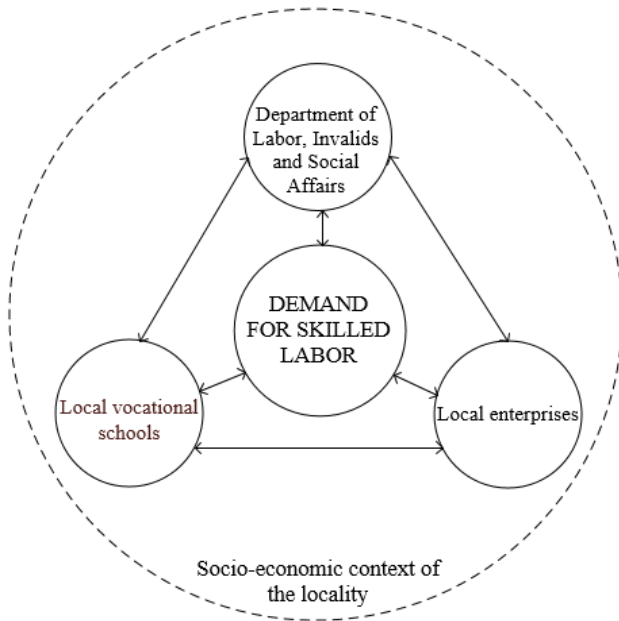 Department of
Labor, Invalids
and Social
Affairs
DEMAND
FOR SKILLED
LABOR
Local vocational
schools
Local enterprises
Socio-economic context of
the locality